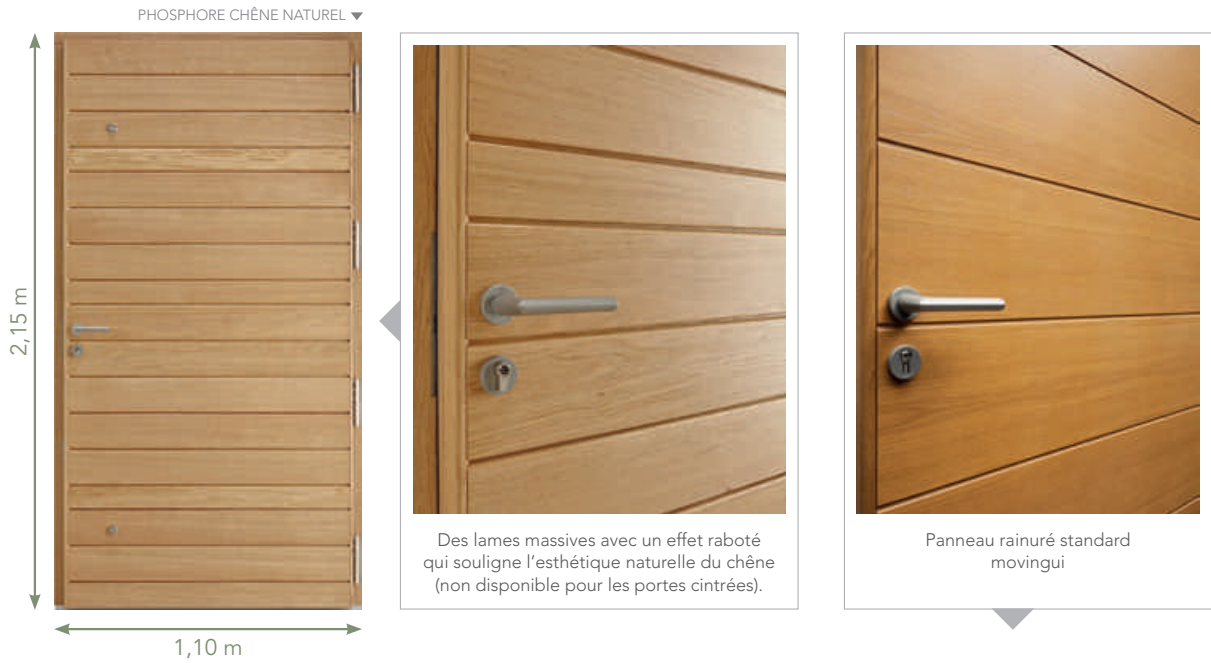 PHOSPHORE CHÊNE NATUREL ▼
2,15 m
1,10 m
Des lames massives avec un effet raboté
qui souligne l’esthétique naturelle du chêne
(non disponible pour les portes cintrées).
Panneau rainuré standard
movingui